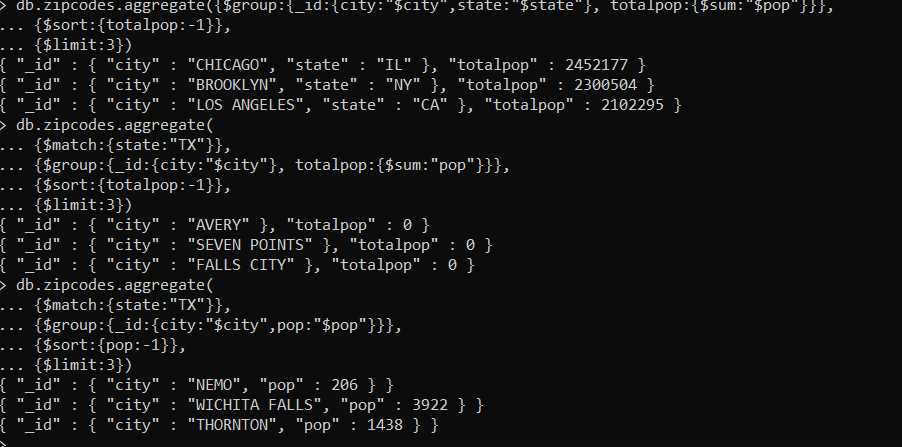 > db.zipcodes.aggregate({$group:{_id:{city:"$city",state:"$state"}, totalpop:{$sum:"$pop"}}},
... {$sort:{totalpop:-1}},
... {$limit:3})
{ "_id" : { "city" : "CHICAGO", "state" : "IL" }, "totalpop" : 2452177 }
{ "_id" : { "city" : "BROOKLYN", "state" : "NY" }, "totalpop" : 2300504 }
{ "_id" : { "city" : "LOS ANGELES", "state" : "CA" }, "totalpop" : 2102295 }
> db.zipcodes.aggregate(
... {$match:{state:"TX"}},
... {$group:{_id:{city:"$city"}, totalpop:{$sum:"pop"}}},
... {$sort:{totalpop:-1}},
... {$limit:3})
{ "_id" : { "city" : "AVERY" }, "totalpop" : 0 }
{ "_id" : { "city" : "SEVEN POINTS" }, "totalpop" : 0 }
{ "_id" : { "city" : "FALLS CITY" }, "totalpop" : 0 }
> db.zipcodes.aggregate(
... {$match:{state:"TX"}},
... {$group:{_id:{city:"$city",pop:"$pop"}}},
... {$sort:{pop:-1}},
... {$limit:3})
{ "_id" : { "city" : "NEMO", "pop" : 206 } }
{ "_id" : { "city" : "WICHITA FALLS", "pop" : 3922 } }
{ "_id" : { "city" : "THORNTON", "pop" : 1438 } }
>